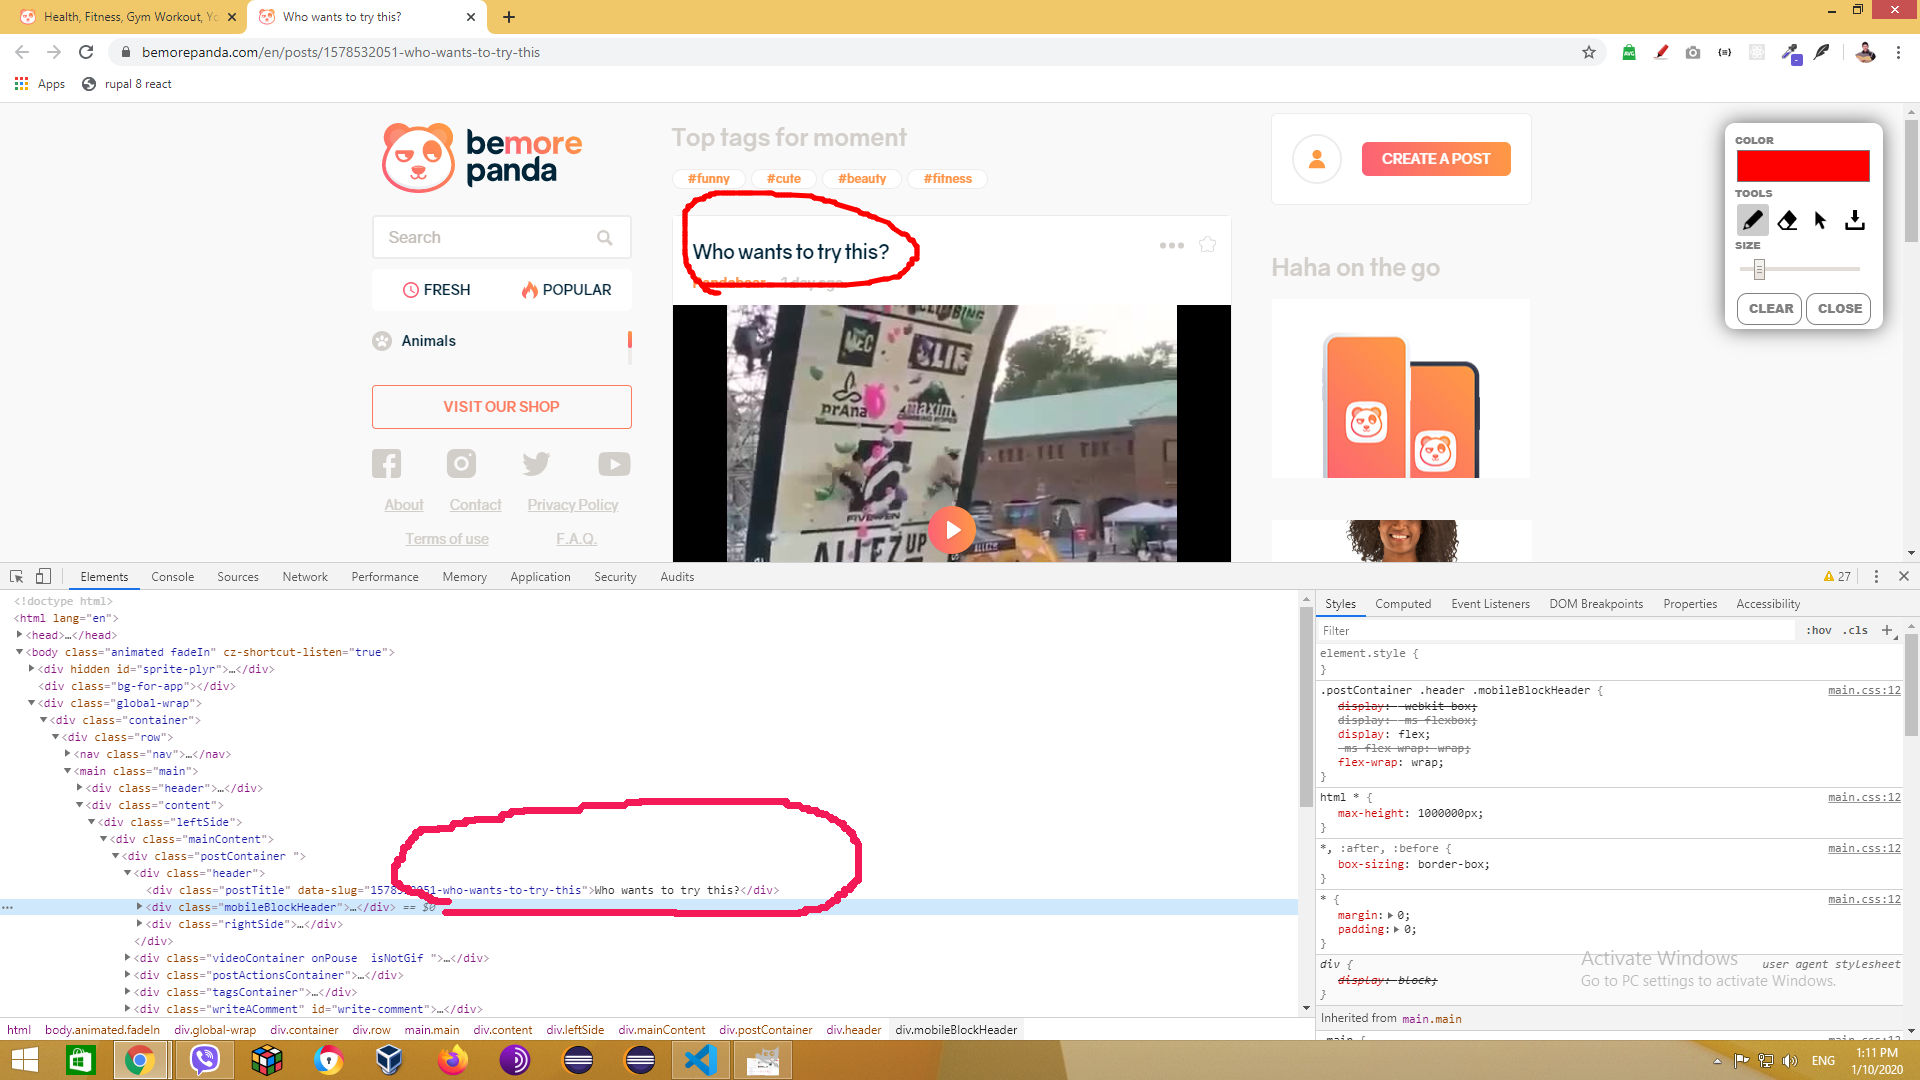 Health, Fitness, Gym Workout, Yo
Who wants to try this?
bemorepanda.com/en/posts/1578532051-who-wants-to-try-this
Apps
rupal 8 react
bemore
panda
Search
FRESH
POPULAR
Animals
VISIT OUR SHOP
About
Contact
Privacy Policy
Terms of use
F.A.Q.
Top tags for moment
#funny
#cute
#beauty
#fitness
Who wants to try this?
Pandabear
1 day ago
CLIMBING
prAna
maxim
FIVE TEN
ALLEZ UP
CREATE A POST
Haha on the go
COLOR
TOOLS
SIZE
CLEAR
CLOSE
Elements
Console
Sources
Network
Performance
Memory
Application
Security
Audits
27
<!doctype html>
<html lang="en">
<head>…</head>
<body class="animated fadeIn" cz-shortcut-listen="true">
<div hidden id="sprite-plyr">…</div>
<div class="bg-for-app"></div>
<div class="global-wrap">
<div class="container">
<div class="row">
<nav class="nav">…</nav>
<main class="main">
<div class="header">…</div>
<div class="content">
<div class="leftSide">
<div class="mainContent">
<div class="postContainer ">
<div class="header">
<div class="postTitle" data-slug="1578532051-who-wants-to-try-this">Who wants to try this?</div>
<div class="mobileBlockHeader">…</div> == $0
<div class="rightSide">…</div>
</div>
<div class="videoContainer onPouse  isNotGif ">…</div>
<div class="postActionsContainer">…</div>
<div class="tagsContainer">…</div>
<div class="writeAComment" id="write-comment">…</div>
html
body.animated.fadeIn
div.global-wrap
div.container
div.row
main.main
div.content
div.leftSide
div.mainContent
div.postContainer
div.header
div.mobileBlockHeader
Styles
Computed
Event Listeners
DOM Breakpoints
Properties
Accessibility
Filter
:hov
.cls
element.style {
}
.postContainer .header .mobileBlockHeader {
main.css:12
display: -webkit-box;
display: -ms-flexbox;
display: flex;
-ms-flex-wrap: wrap;
flex-wrap: wrap;
}
html * {
main.css:12
max-height: 1000000px;
}
*, :after, :before {
main.css:12
box-sizing: border-box;
}
* {
main.css:12
margin: 0;
padding: 0;
}
div {
user agent stylesheet
display: block;
}
Activate Windows
Go to PC settings to activate Windows.
Inherited from main.main
ENG
1:11 PM
1/10/2020